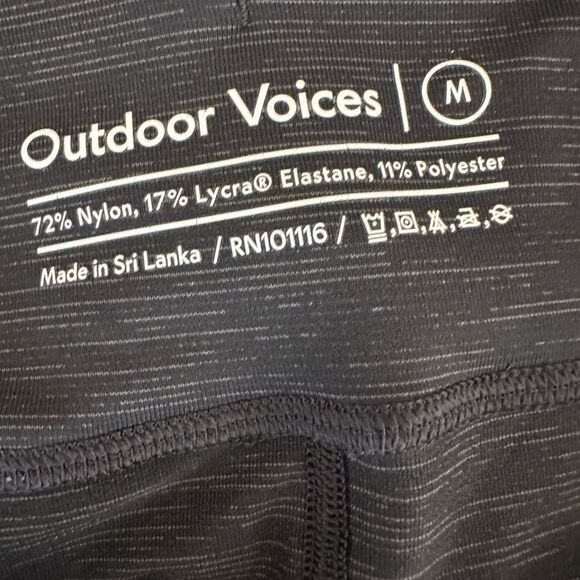 Outdoor Voices | M
72% Nylon, 17% Lycra® Elastane, 11% Polyester
Made in Sri Lanka / RN101116 /